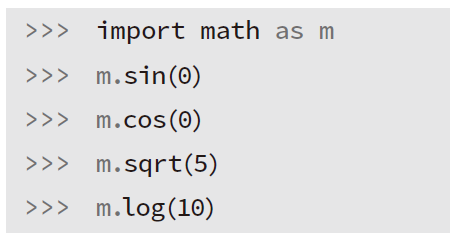 >>> import math as m
>>> m.sin(0)
>>> m.cos(0)
>>> m.sqrt(5)
>>> m.log(10)